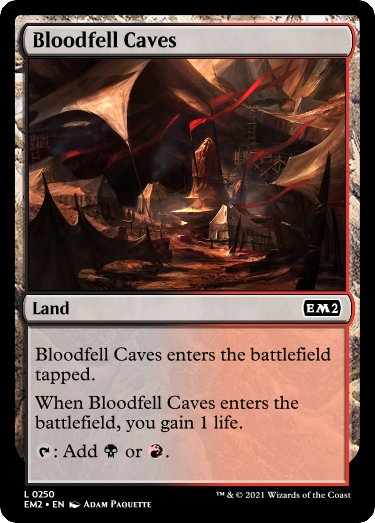 Bloodfell Caves
Land
EM2
Bloodfell Caves enters the battlefield
tapped.
When Bloodfell Caves enters the
battlefield, you gain 1 life.
: Add or .
L 0250
EM2 • EN Adam Paquette
™ & © 2021 Wizards of the Coast